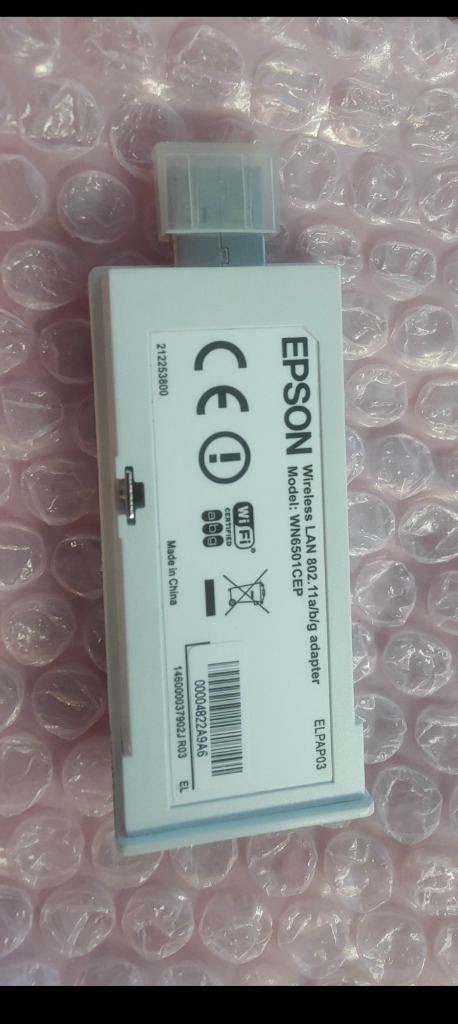 EPSON
Wireless LAN 802.11a/b/g adapter
Model: WN6501CEP
ELPAP03
CE
Wi Fi®
CERTIFIED
a b g
00004822A9A6
146000037902J R03 EL
Made in China
212253800